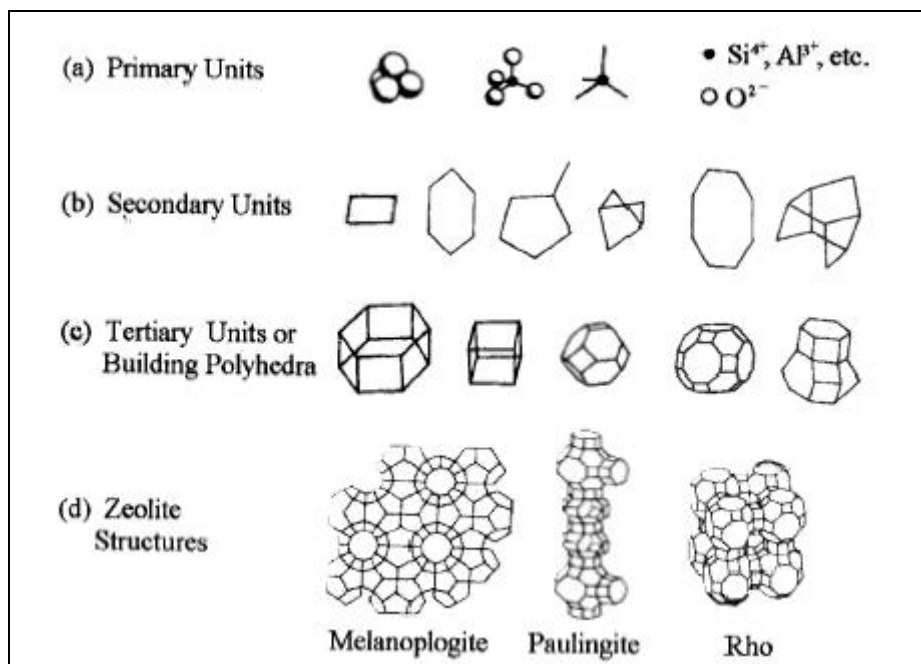 (a) Primary Units
• Si⁴⁺, Al³⁺, etc.
O²⁻
(b) Secondary Units
(c) Tertiary Units or
Building Polyhedra
(d) Zeolite
Structures
Melanoplogite Paulingite Rho